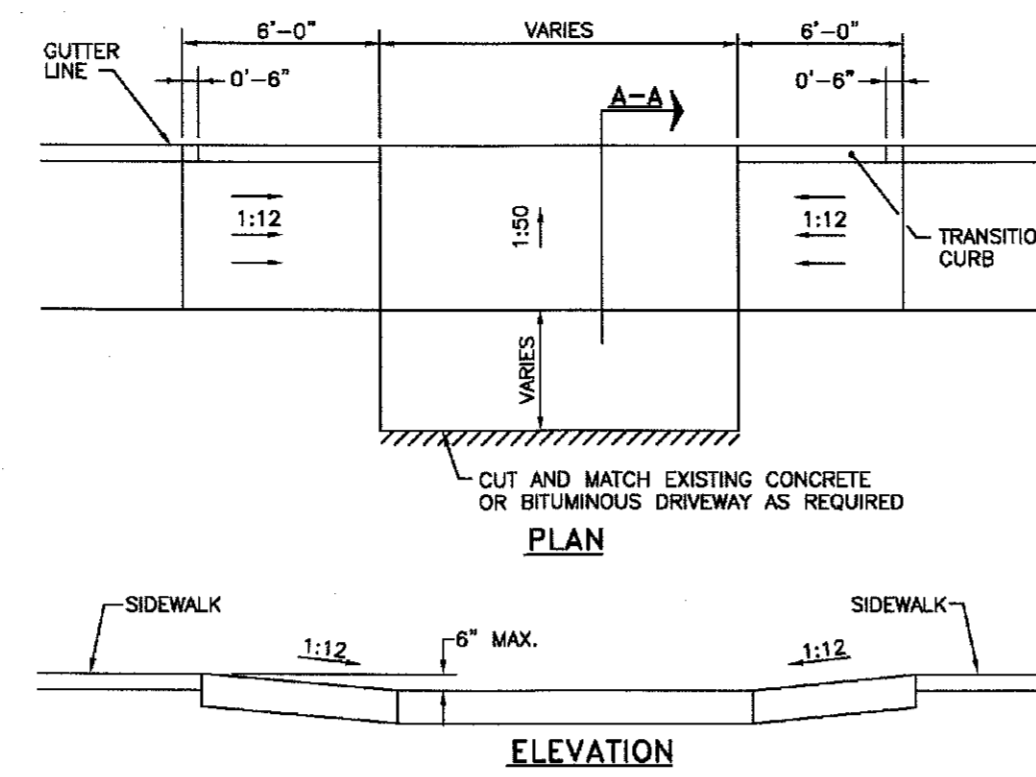 6'-0" VARIES 6'-0"
GUTTER
LINE
0'-6" 0'-6"
A-A
1:12 1:50 1:12
TRANSITIO
CURB
VARIES
CUT AND MATCH EXISTING CONCRETE
OR BITUMINOUS DRIVEWAY AS REQUIRED
PLAN
SIDEWALK SIDEWALK
1:12 6" MAX. 1:12
ELEVATION